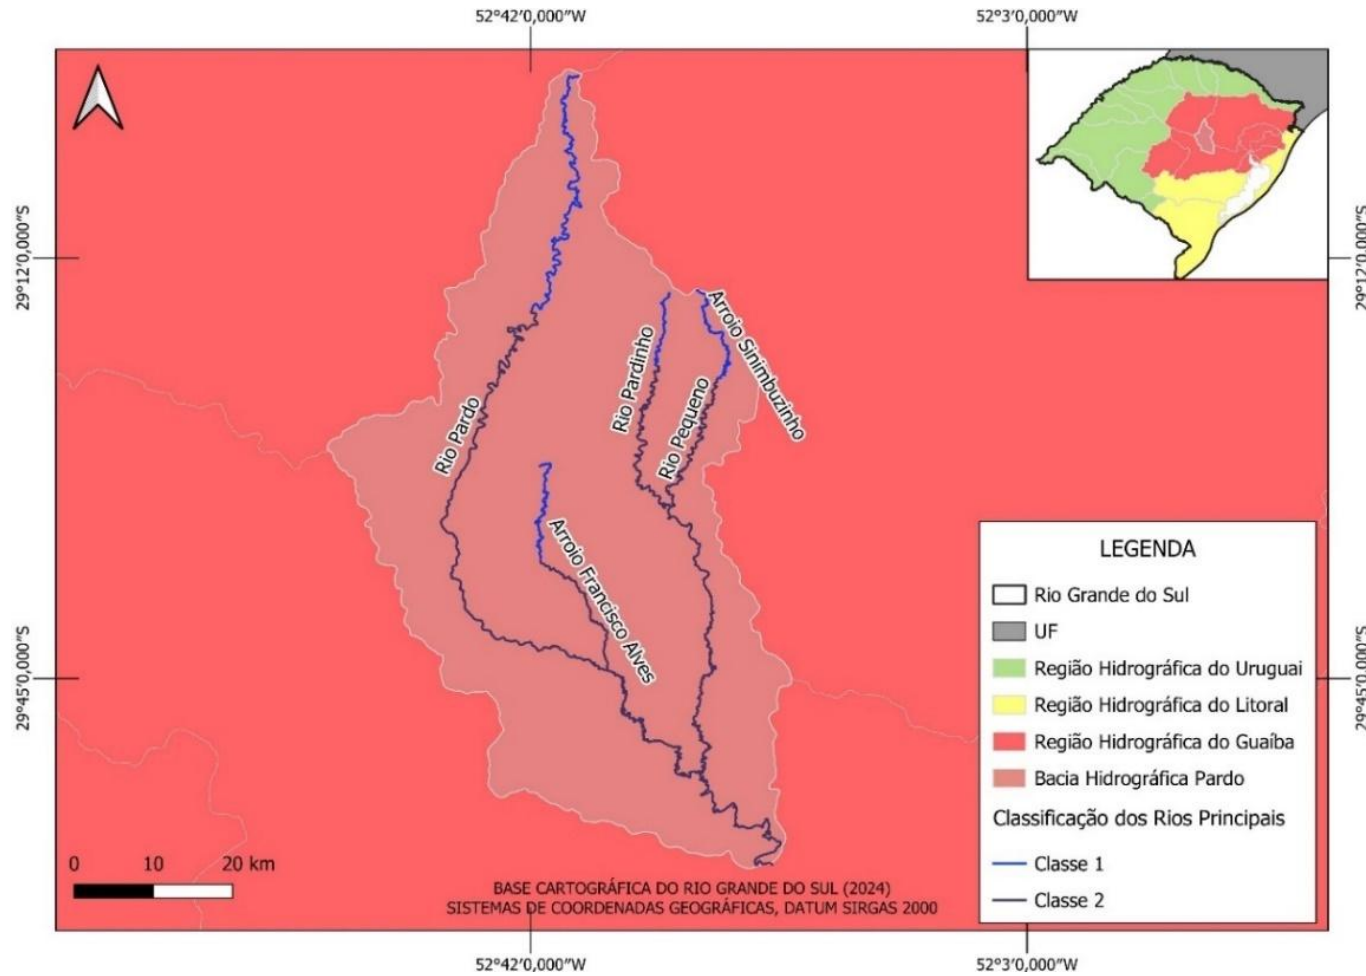 52°42'0,000"W
52°3'0,000"W
29°12'0,000"S
29°12'0,000"S
Arroio Sinimbuzinho
Rio Pardinho
Rio Pequeno
Rio Pardo
Arroio Francisco Alves
29°45'0,000"S
29°45'0,000"S
LEGENDA
Rio Grande do Sul
UF
Região Hidrográfica do Uruguai
Região Hidrográfica do Litoral
Região Hidrográfica do Guaíba
Bacia Hidrográfica Pardo
Classificação dos Rios Principais
Classe 1
Classe 2
0 10 20 km
BASE CARTOGRÁFICA DO RIO GRANDE DO SUL (2024)
SISTEMAS DE COORDENADAS GEOGRÁFICAS, DATUM SIRGAS 2000
52°42'0,000"W
52°3'0,000"W